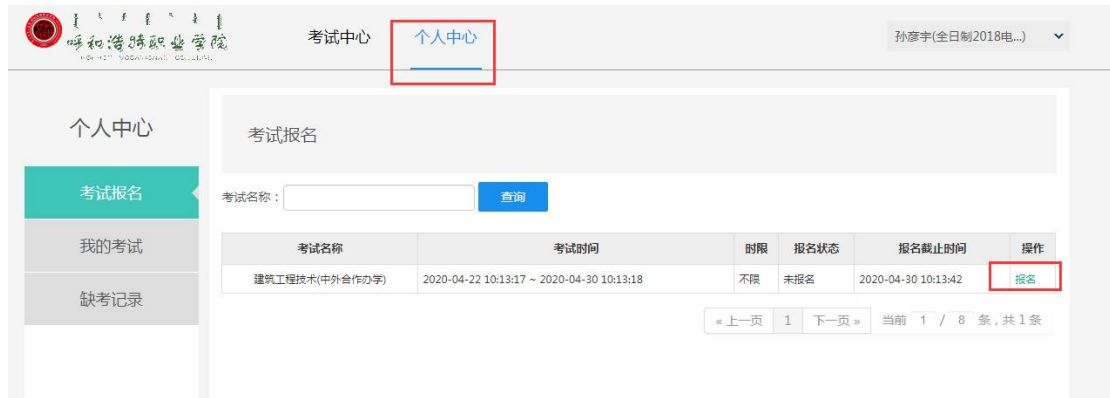 呼和浩特职业学院
考试中心 个人中心 孙彦宇(全日制2018电...)
个人中心
考试报名
我的考试
缺考记录
考试报名
考试名称： 查询
考试名称 考试时间 时限 报名状态 报名截止时间 操作
建筑工程技术(中外合作办学) 2020-04-22 10:13:17 ~ 2020-04-30 10:13:18 不限 未报名 2020-04-30 10:13:42 报名
«上一页 1 下一页» 当前 1 / 8 条,共1条